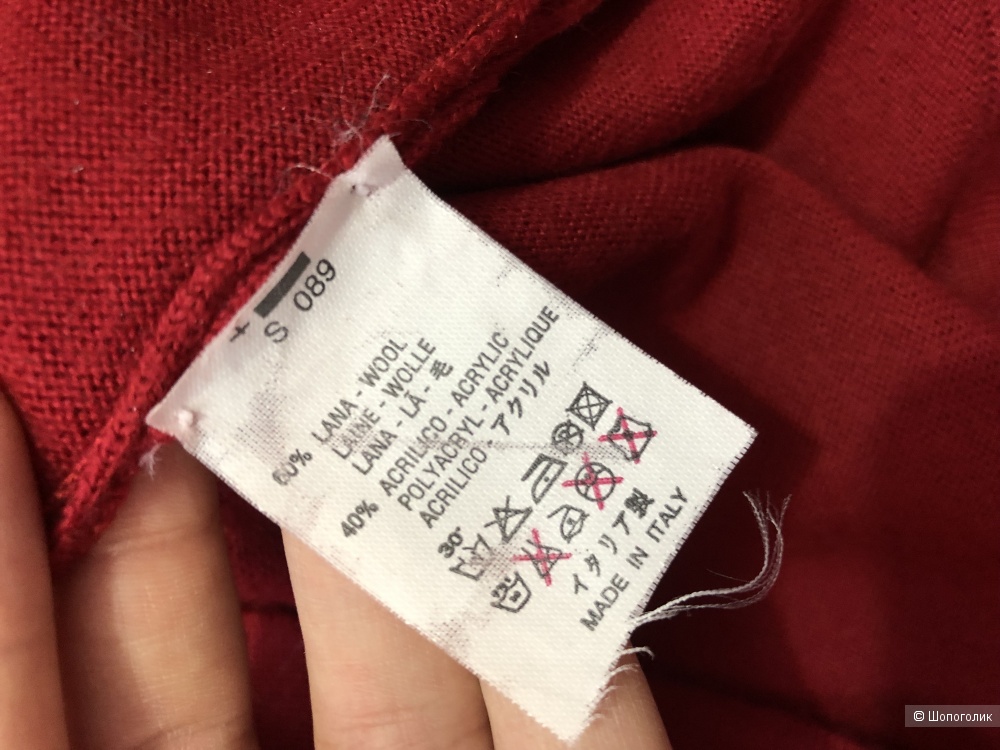 +
S 089
60% LANA - WOOL
LAINE - WOLLE
LANA - LÃ - 毛
40% ACRILICO - ACRYLIC
POLYACRYL - ACRYLIQUE
ACRILICO - アクリル
30°
イタリア製
MADE IN ITALY
© Шопоголик